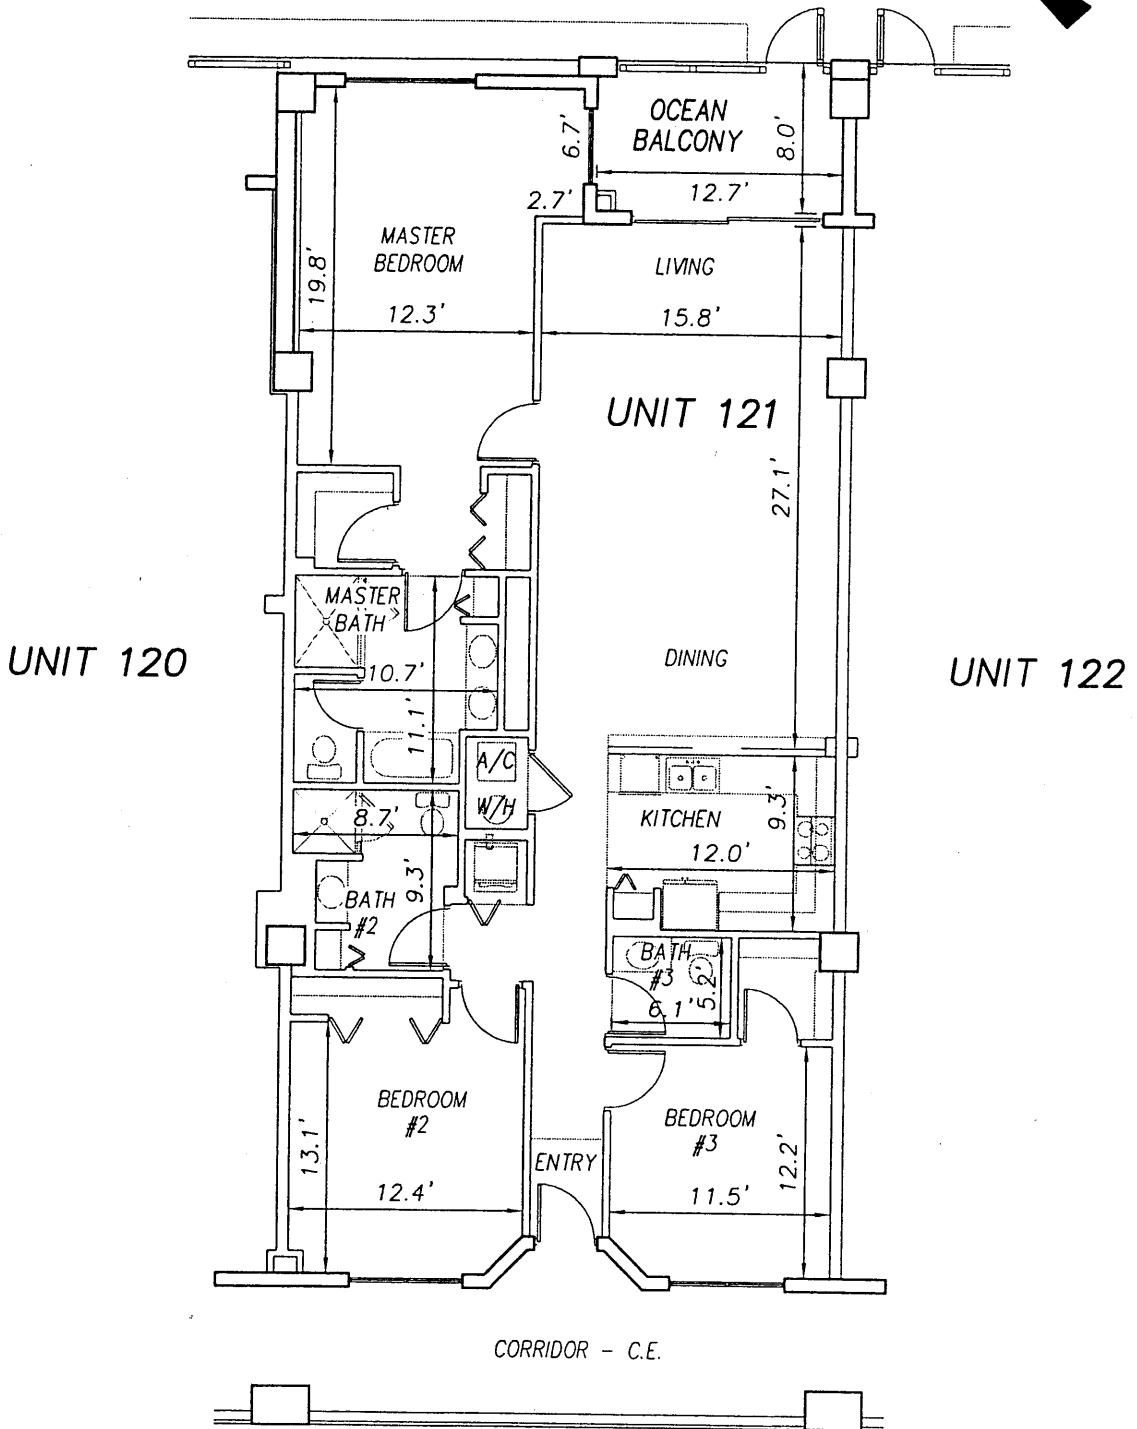 OCEAN
BALCONY
6.7'
8.0'
12.7'
2.7'
MASTER
BEDROOM
LIVING
19.8'
12.3'
15.8'
UNIT 121
27.1'
MASTER
BATH
UNIT 120
DINING
UNIT 122
10.7'
11.1'
A/C
W/H
8.7'
KITCHEN
9.3'
12.0'
9.3'
BATH
#2
BATH
#3
5.2'
6.1'
BEDROOM
#2
BEDROOM
#3
13.1'
ENTRY
12.2'
12.4'
11.5'
CORRIDOR - C.E.